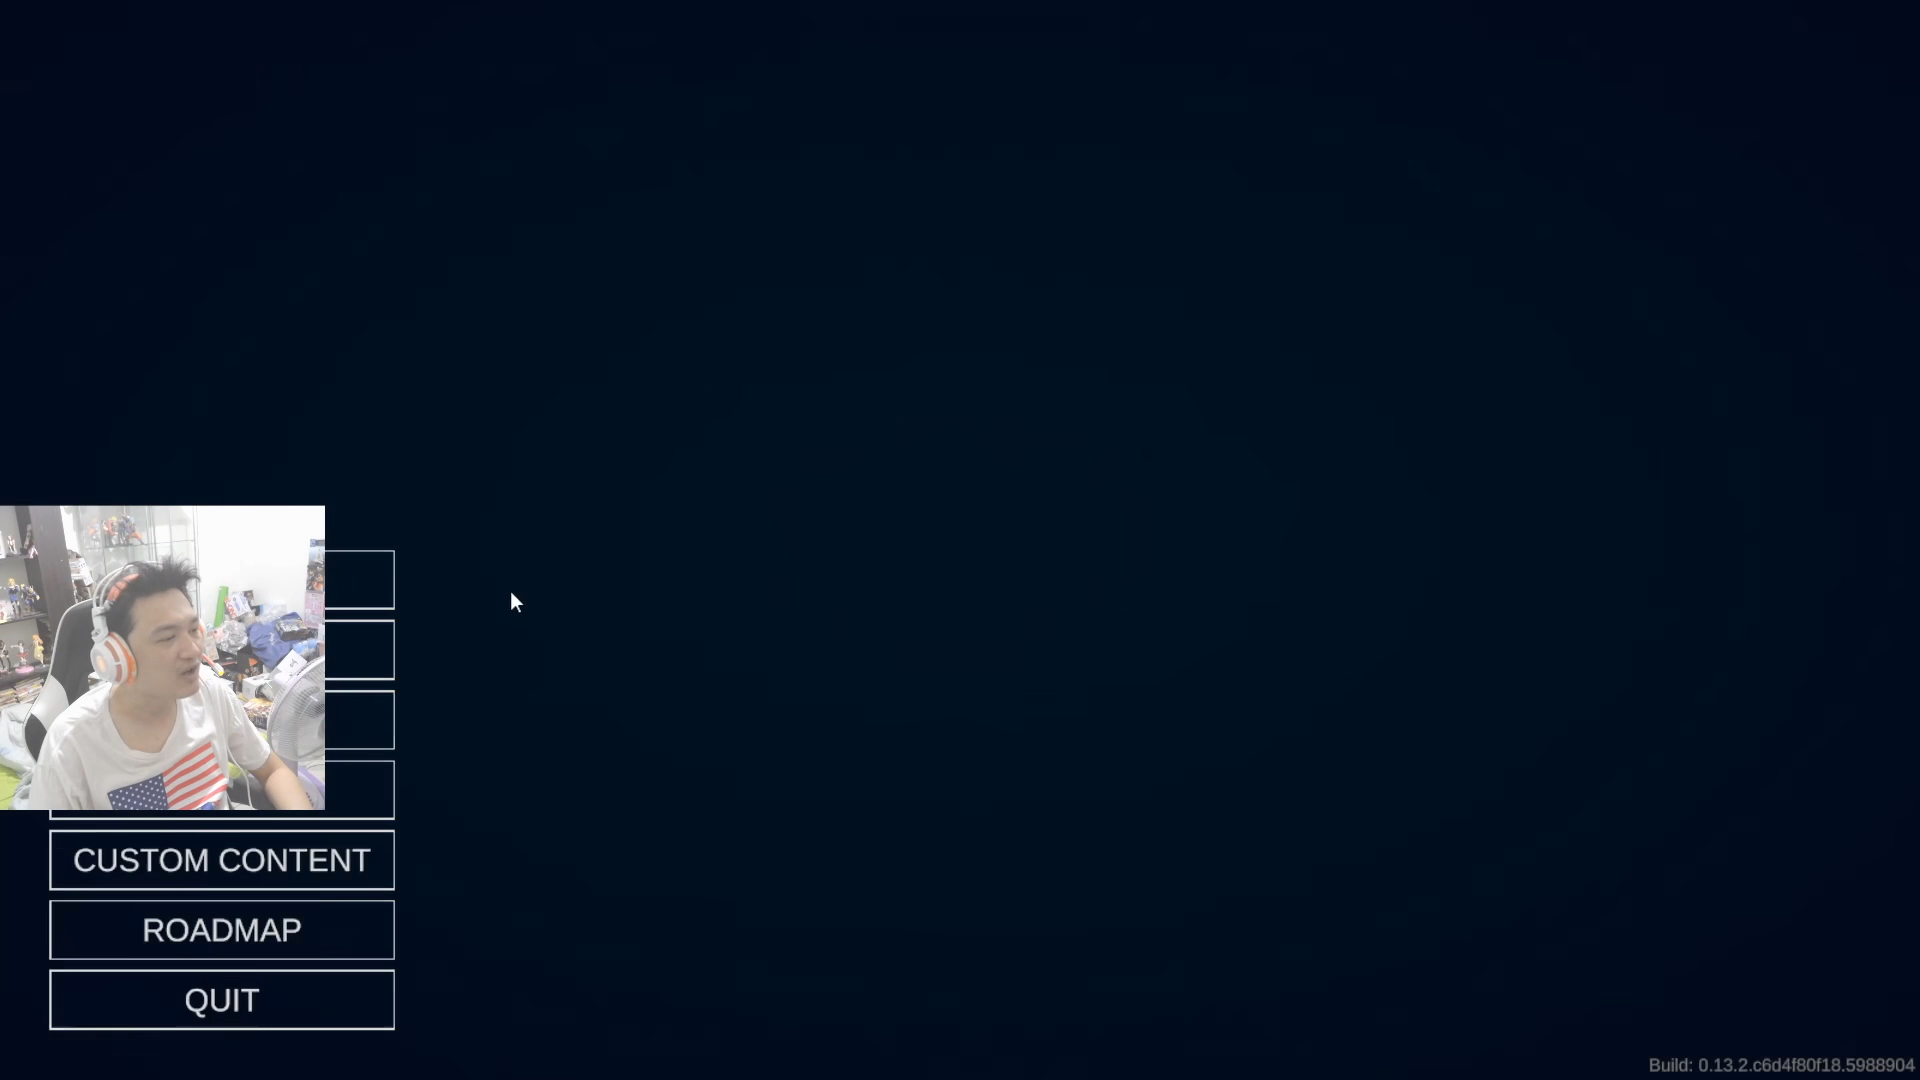 CUSTOM CONTENT
ROADMAP
QUIT
Build: 0.13.2.c6d4f80f18.5988904